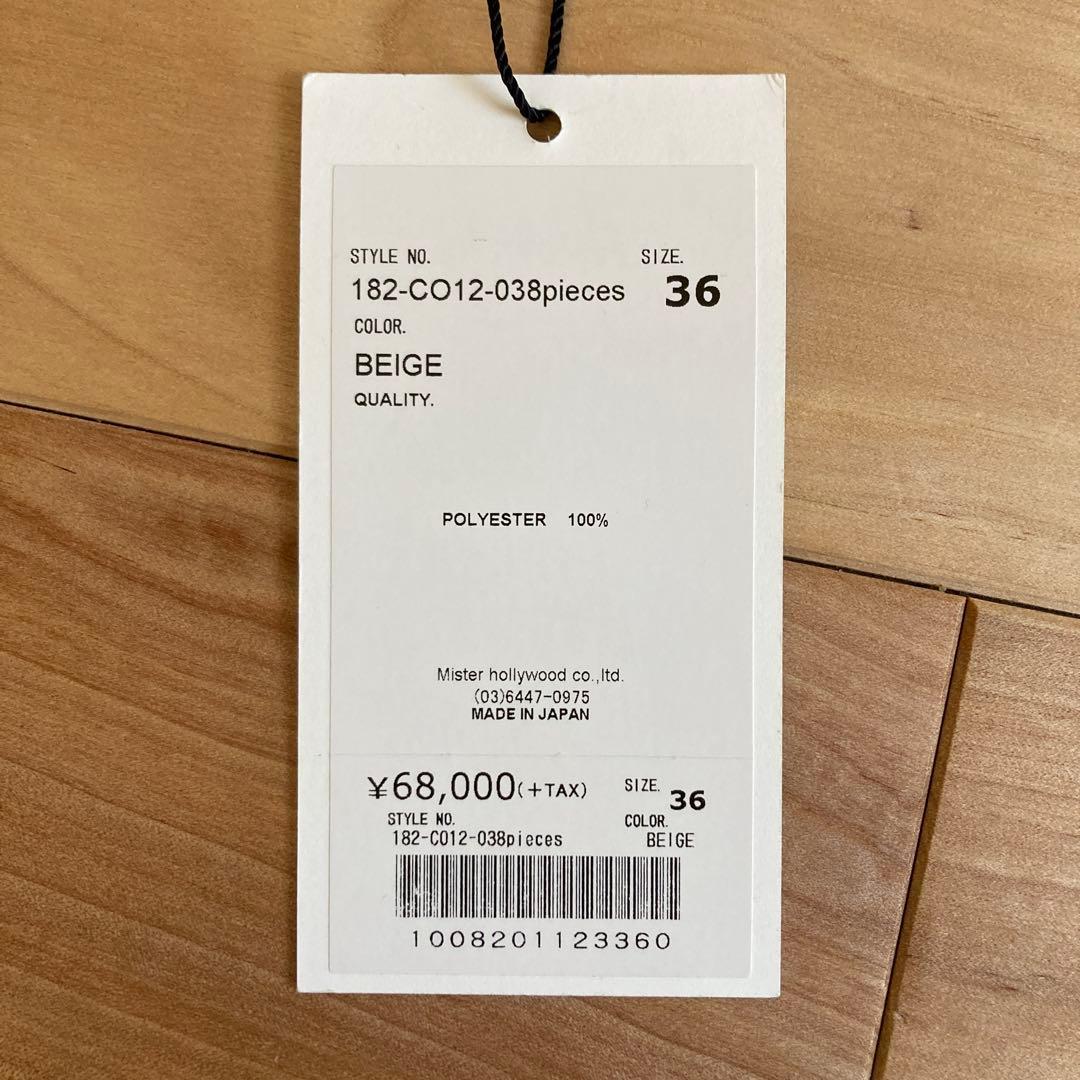 STYLE NO. SIZE.
182-CO12-038pieces 36
COLOR.
BEIGE
QUALITY.
POLYESTER 100%
Mister hollywood co.,ltd.
(03)6447-0975
MADE IN JAPAN
¥68,000(+TAX) SIZE. 36
STYLE NO. COLOR.
182-CO12-038pieces BEIGE
1008201123360